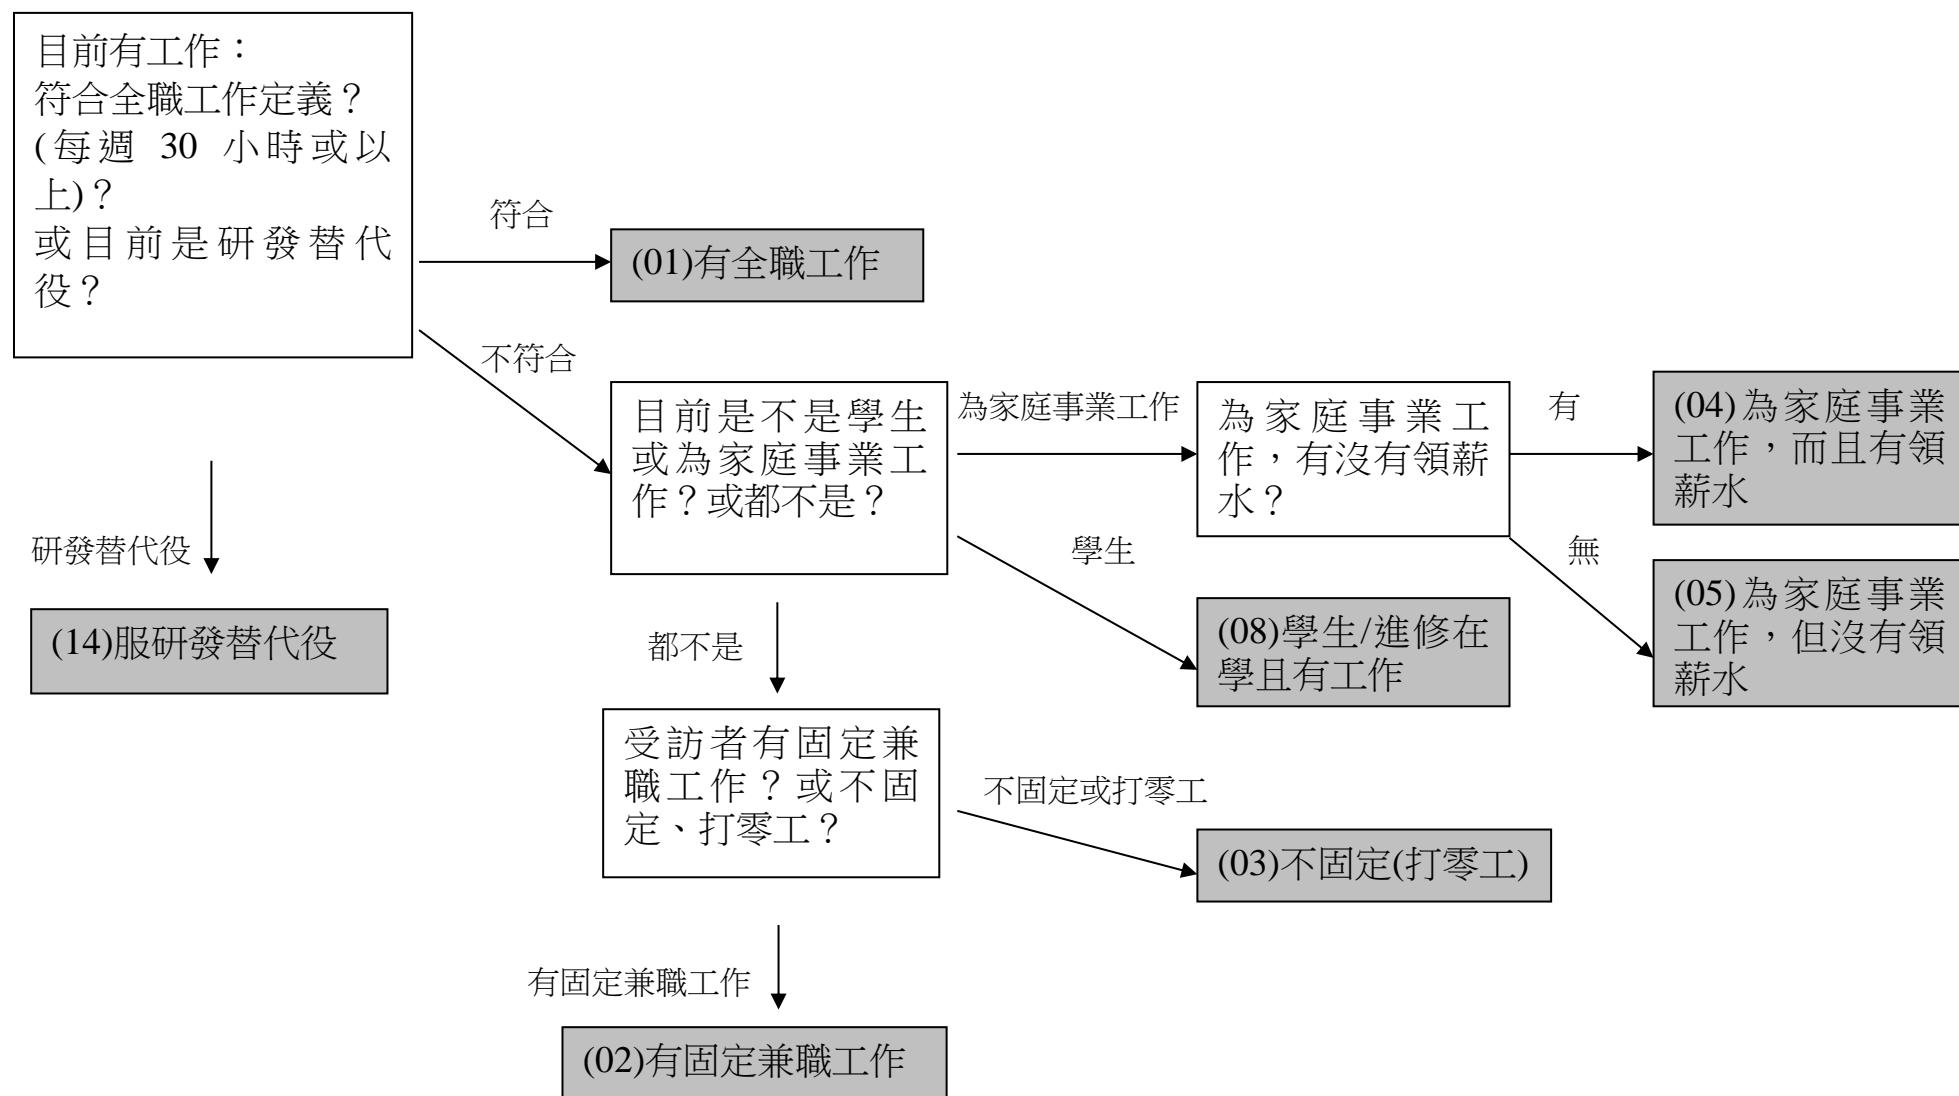 目前有工作：
符合全職工作定義？
(每週 30 小時或以
上)？
或目前是研發替代
役？
符合
(01)有全職工作
不符合
目前是不是學生
或為家庭事業工
作？或都不是？
為家庭事業工作
為家庭事業工
作，有沒有領薪
水？
有
(04)為家庭事業
工作，而且有領
薪水
無
(05)為家庭事業
工作，但沒有領
薪水
學生
(08)學生/進修在
學且有工作
研發替代役
(14)服研發替代役
都不是
受訪者有固定兼
職工作？或不固
定、打零工？
不固定或打零工
(03)不固定(打零工)
有固定兼職工作
(02)有固定兼職工作